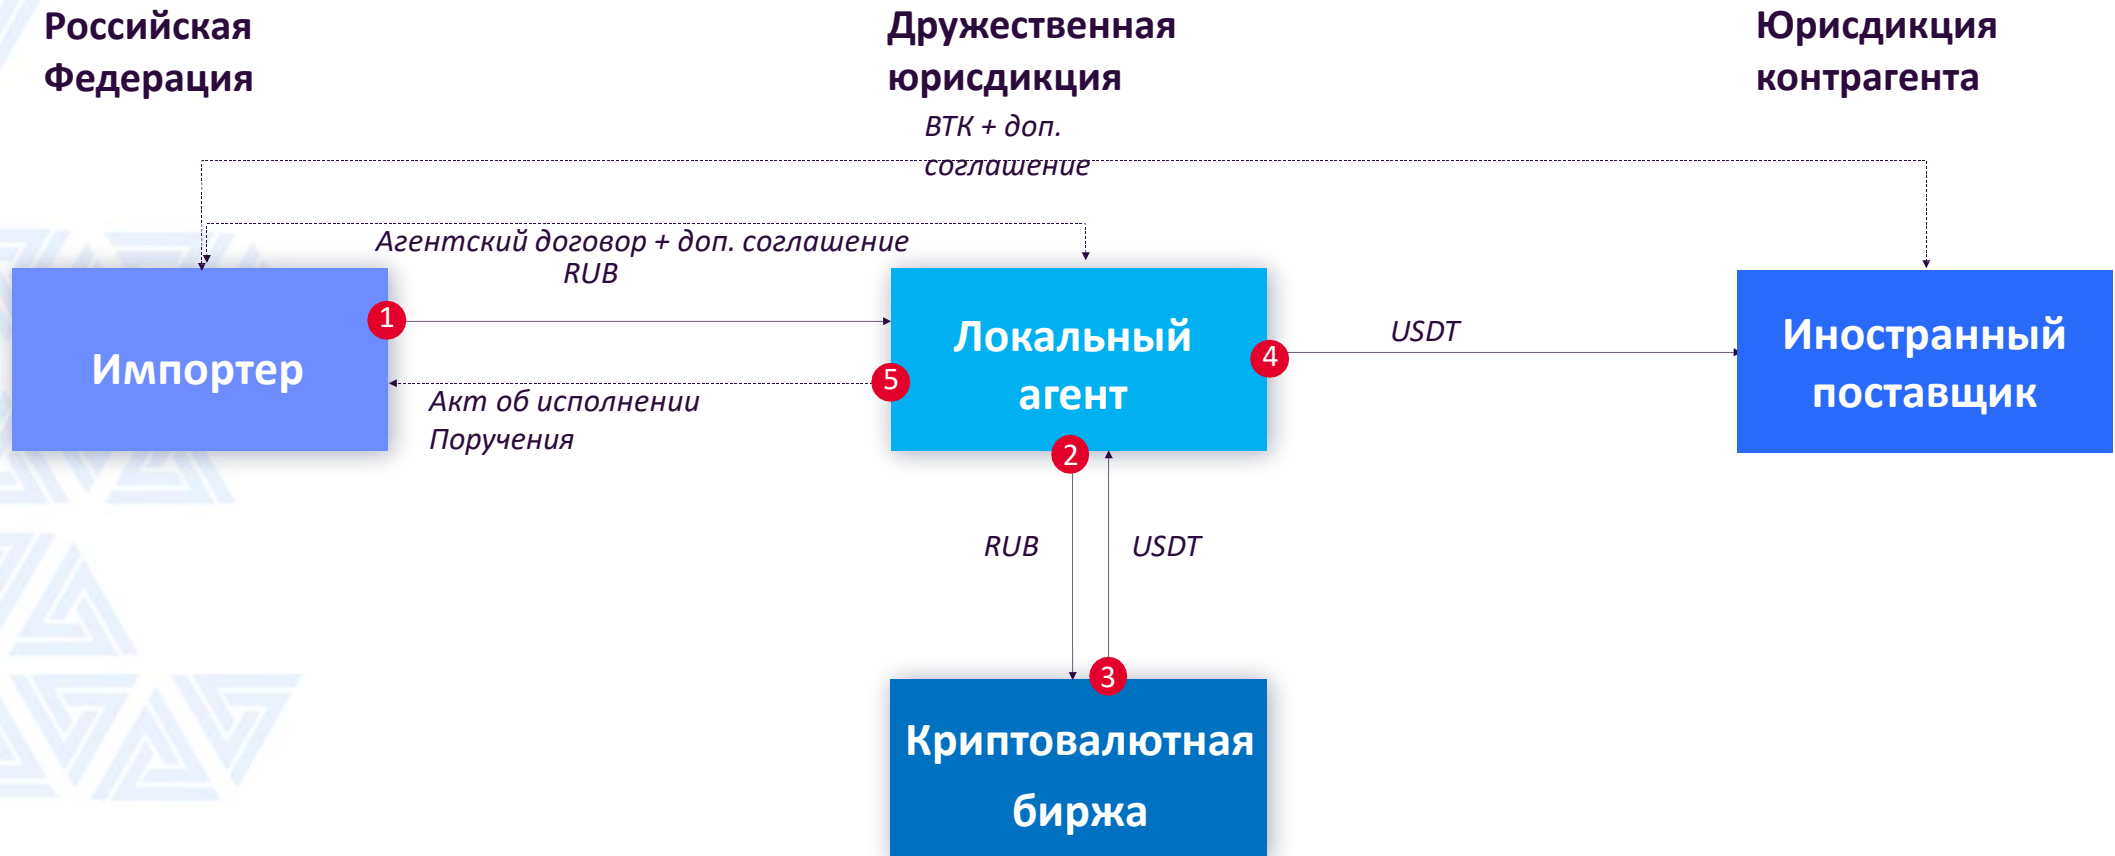 Российская
Федерация
Дружественная
юрисдикция
Юрисдикция
контрагента
ВТК + доп.
соглашение
Агентский договор + доп. соглашение
RUB
Импортер
1
Локальный
агент
4
USDT
Иностранный
поставщик
5
Акт об исполнении
Поручения
2
RUB
USDT
3
Криптовалютная
биржа